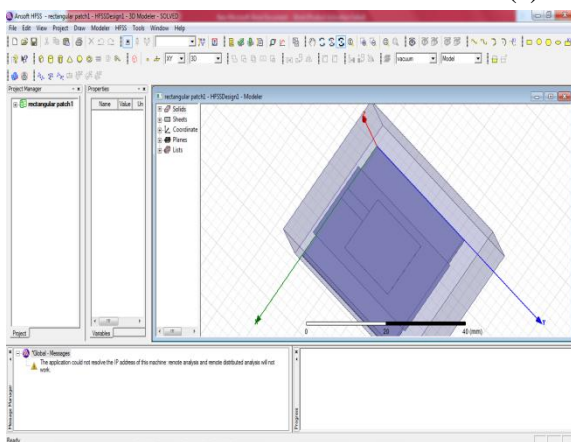 Ansoft HFSS - rectangular patch1 - HFSSDesign1 - 3D Modeler - SOLVED
File Edit View Project Draw Modeler HFSS Tools Window Help
XY
3D
vacuum
Model
Project Manager
Properties
rectangular patch1 - HFSSDesign1 - Modeler
rectangular patch1
Name Value Un
Solids
Sheets
Coordinate
Planes
Lists
0
20
40 (mm)
Project
Variables
Message Manager
Progress
*Global - Messages
The application could not resolve the IP address of this machine: remote analysis and remote distributed analysis will not
work.
Ready